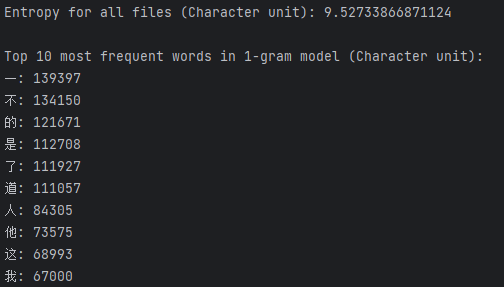 Entropy for all files (Character unit): 9.52733866871124
Top 10 most frequent words in 1-gram model (Character unit):
一: 139397
不: 134150
的: 121671
是: 112708
了: 111927
道: 111057
人: 84305
他: 73575
这: 68993
我: 67000